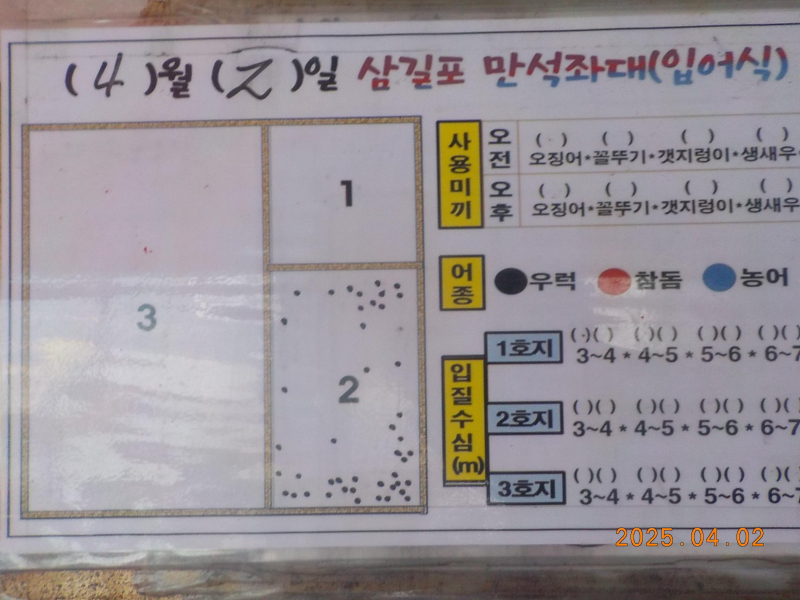 ( 4 )월 ( 2 )일 삼길포 만석좌대(입어식)
사용미끼
오전 ( · ) ( ) ( ) ( )
오징어*꼴뚜기*갯지렁이*생새우*
오후 ( ) ( ) ( ) ( )
오징어*꼴뚜기*갯지렁이*생새우
어종 우럭 참돔 농어
입질수심(m)
1호지 (·)( ) ( )( ) ( )( ) ( )(
3~4 * 4~5 * 5~6 * 6~7
2호지 ( )( ) ( )( ) ( )( ) ( )(
3~4 * 4~5 * 5~6 * 6~7
3호지 ( )( ) ( )( ) ( )( ) ( )(
3~4 * 4~5 * 5~6 * 6~7
1
2
3
2025.04.02